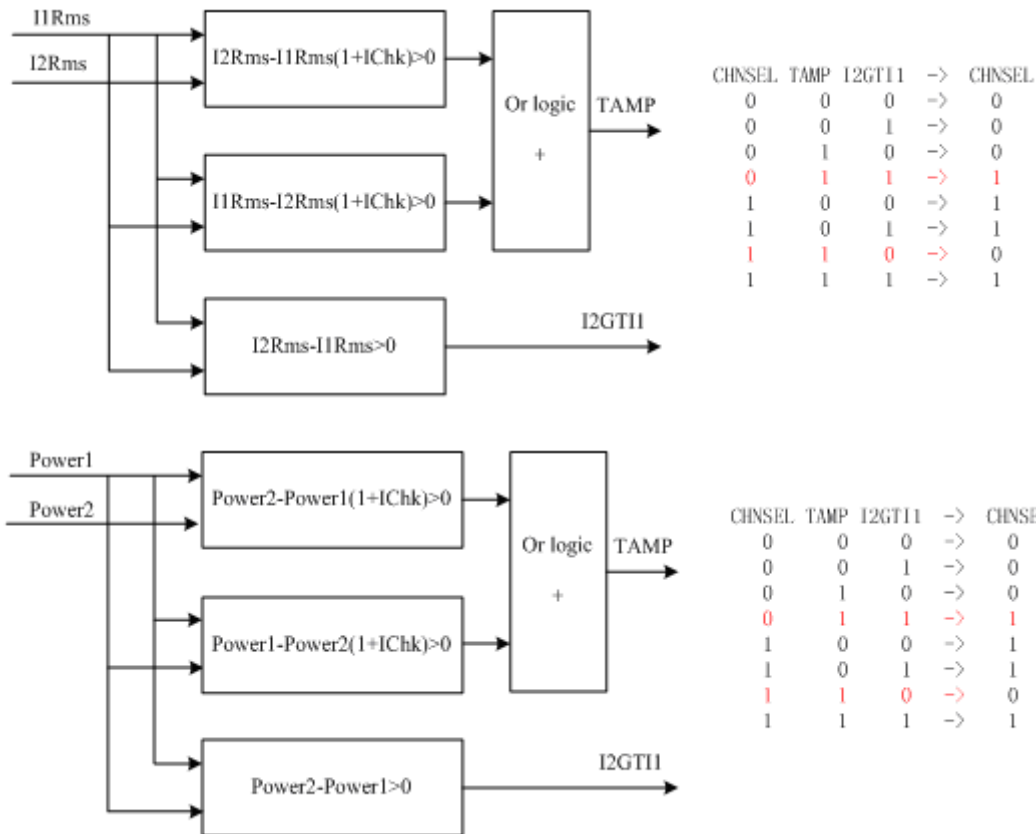 I1Rms
I2Rms
I2Rms-I1Rms(1+IChk)>0
I1Rms-I2Rms(1+IChk)>0
I2Rms-I1Rms>0
Or logic
+
TAMP
I2GTI1
CHNSEL TAMP I2GTI1 -> CHNSEL
0 0 0 -> 0
0 0 1 -> 0
0 1 0 -> 0
0 1 1 -> 1
1 0 0 -> 1
1 0 1 -> 1
1 1 0 -> 0
1 1 1 -> 1
Power1
Power2
Power2-Power1(1+IChk)>0
Power1-Power2(1+IChk)>0
Power2-Power1>0
Or logic
+
TAMP
I2GTI1
CHNSEL TAMP I2GTI1 -> CHNSE
0 0 0 -> 0
0 0 1 -> 0
0 1 0 -> 0
0 1 1 -> 1
1 0 0 -> 1
1 0 1 -> 1
1 1 0 -> 0
1 1 1 -> 1